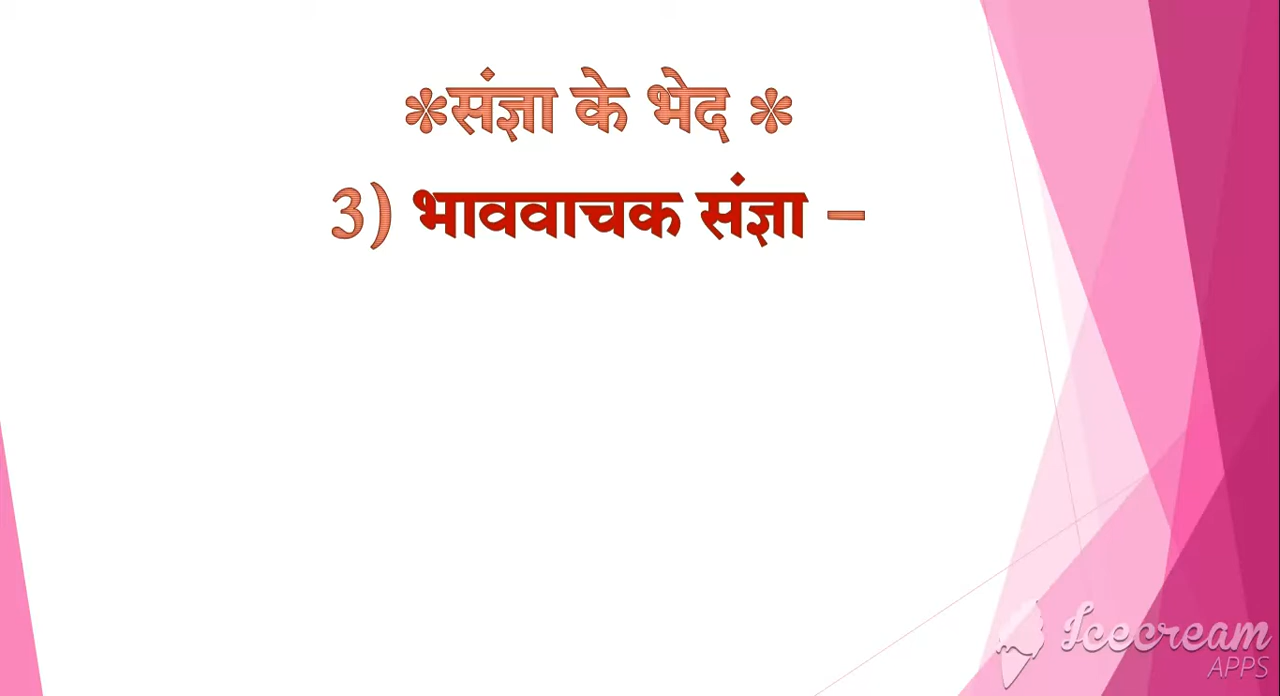 *संज्ञा के भेद *
3) भाववाचक संज्ञा –
Icecream
APPS